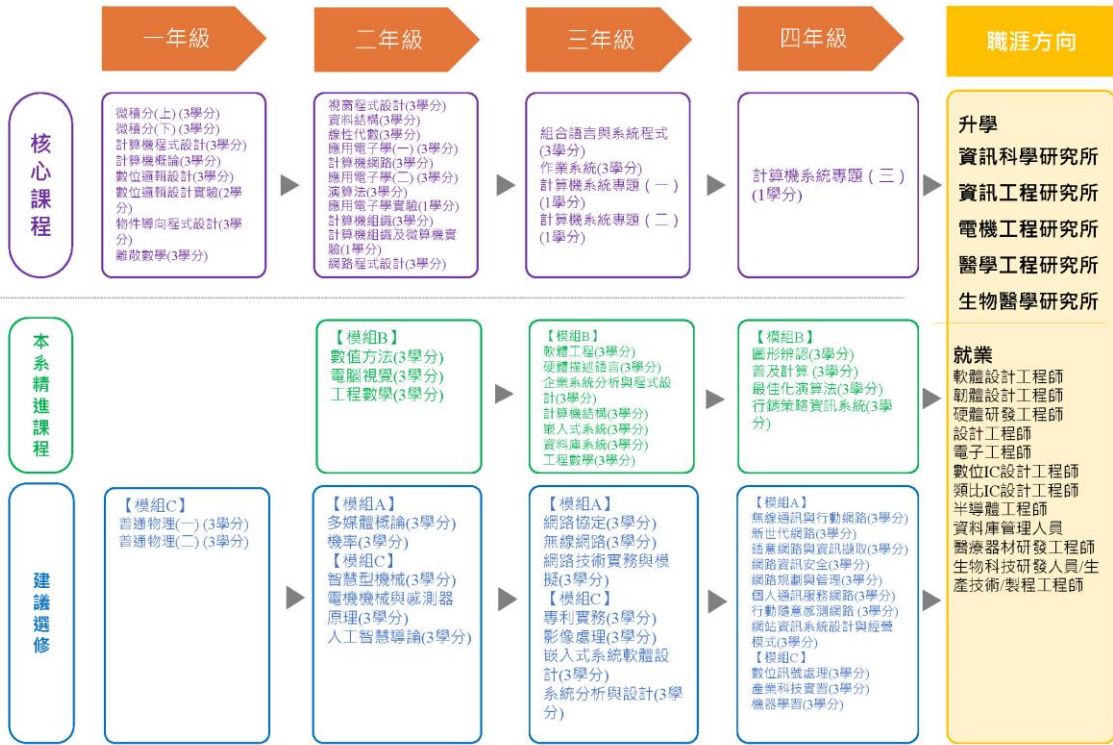 一年級
二年級
三年級
四年級
職涯方向
核心課程
微積分(上) (3學分)
微積分(下) (3學分)
計算機程式設計(3學分)
計算機概論(3學分)
數位邏輯設計(3學分)
數位邏輯設計實驗(2學
分)
物件導向程式設計(3學
分)
離散數學(3學分)
視窗程式設計(3學分)
資料結構(3學分)
線性代數(3學分)
應用電子學(一) (3學分)
計算機網路(3學分)
應用電子學(二) (3學分)
演算法(3學分)
應用電子學實驗(1學分)
計算機組織(3學分)
計算機組織及微算機實
驗(1學分)
網路程式設計(3學分)
組合語言與系統程式
(3學分)
作業系統(3學分)
計算機系統專題（一）
(1學分)
計算機系統專題（二）
(1學分)
計算機系統專題（三）
(1學分)
升學
資訊科學研究所
資訊工程研究所
電機工程研究所
醫學工程研究所
生物醫學研究所
本系精進課程
【模組B】
數值方法(3學分)
電腦視覺(3學分)
工程數學(3學分)
【模組B】
軟體工程(3學分)
硬體描述語言(3學分)
企業系統分析與程式設
計(3學分)
計算機結構(3學分)
嵌入式系統(3學分)
資料庫系統(3學分)
工程數學(3學分)
【模組B】
圖形辨認(3學分)
普及計算 (3學分)
最佳化演算法(3學分)
行銷策略資訊系統(3學
分)
就業
軟體設計工程師
韌體設計工程師
硬體研發工程師
設計工程師
電子工程師
數位IC設計工程師
類比IC設計工程師
半導體工程師
資料庫管理人員
醫療器材研發工程師
生物科技研發人員/生
產技術/製程工程師
建議選修
【模組C】
普通物理(一) (3學分)
普通物理(二) (3學分)
【模組A】
多媒體概論(3學分)
機率(3學分)
【模組C】
智慧型機械(3學分)
電機機械與感測器
原理(3學分)
人工智慧導論(3學分)
【模組A】
網路協定(3學分)
無線網路(3學分)
網路技術實務與模
擬(3學分)
【模組C】
專利實務(3學分)
影像處理(3學分)
嵌入式系統軟體設
計(3學分)
系統分析與設計(3學
分)
【模組A】
無線通訊與行動網路(3學分)
新世代網路(3學分)
語意網路與資訊擷取(3學分)
網路資訊安全(3學分)
網路規劃與管理(3學分)
個人通訊服務網路(3學分)
行動隨意感測網路 (3學分)
網站資訊系統設計與經營
模式(3學分)
【模組C】
數位訊號處理(3學分)
產業科技實習(3學分)
機器學習(3學分)